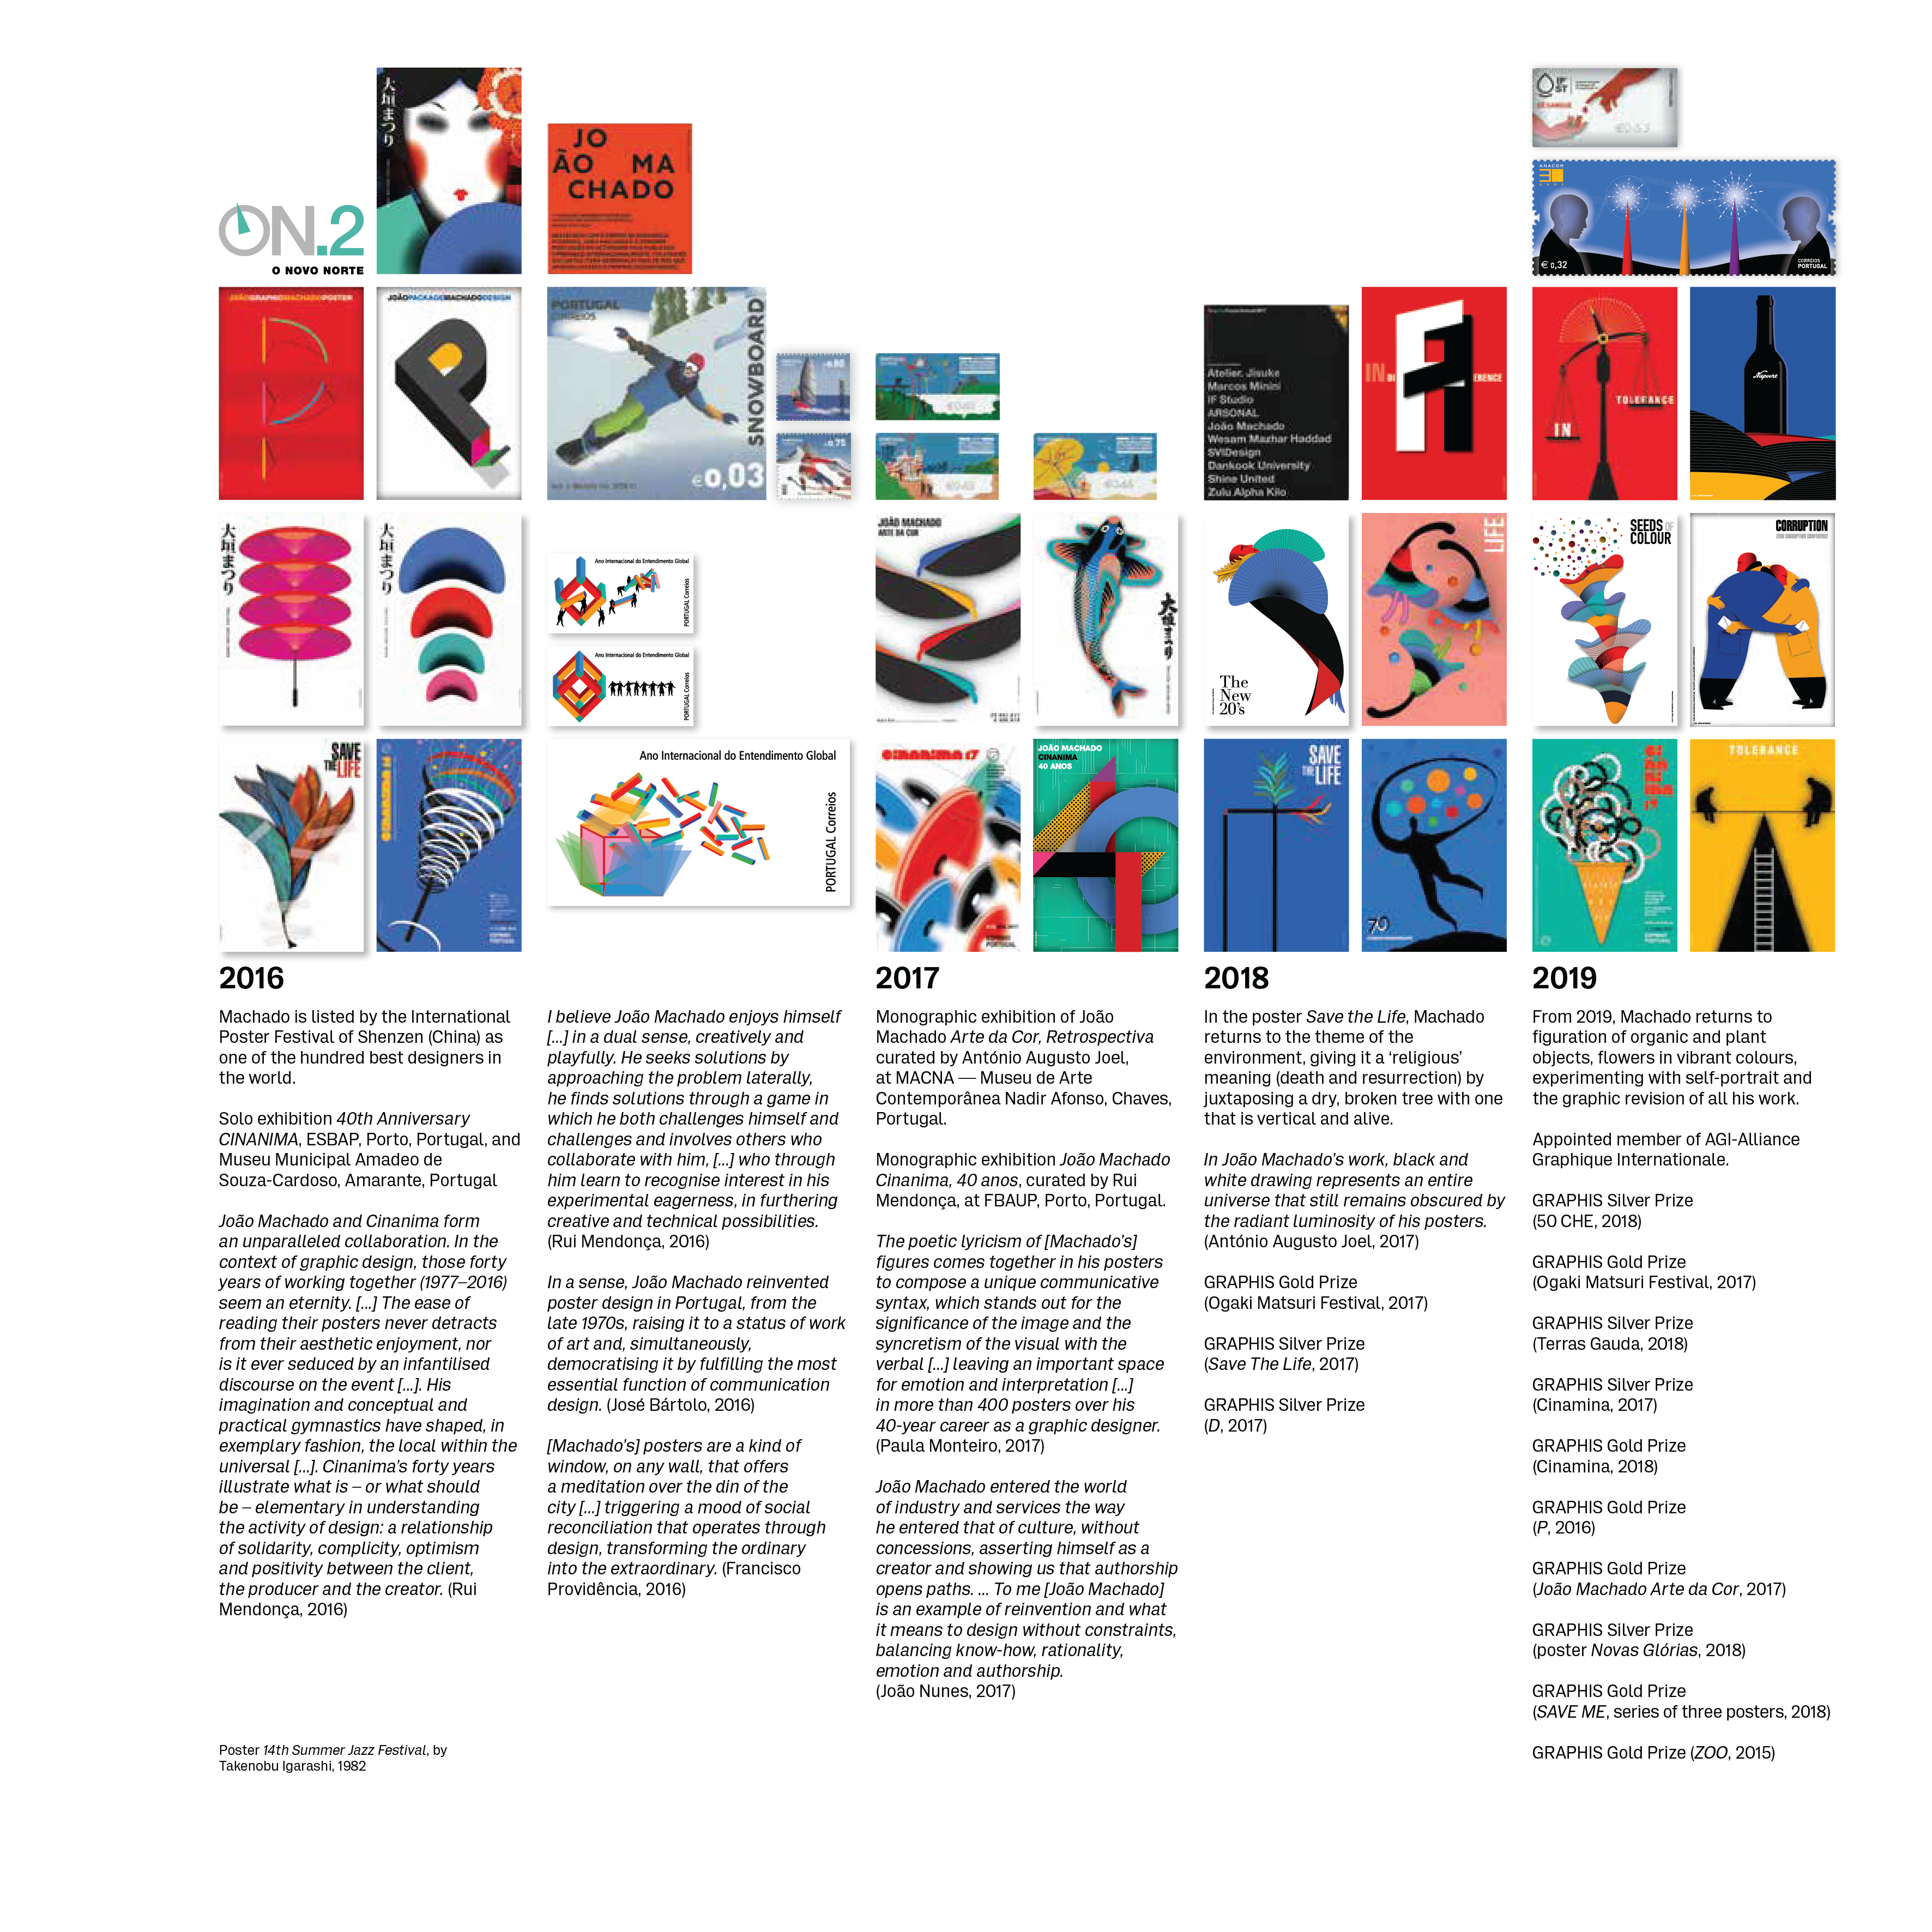 大垣まつり
ON.2
O NOVO NORTE
JOÃOGRAPHICMACHADOPOSTER
JOÃOPACKAGEMACHADODESIGN
JO
ÃO MA
CHADO
PORTUGAL
CORREIOS
SNOWBOARD
€0,03
€0,32
CORREIOS
PORTUGAL
Atelier. Jisuke
Marcos Minini
IF Studio
ARSONAL
João Machado
Wesam Mazhar Haddad
SVIDesign
Dankook University
Shine United
Zulu Alpha Kilo
IN DI F ERENCE
TOLERANCE
IN
大垣まつり
大垣まつり
Ano Internacional do Entendimento Global
PORTUGAL Correios
Ano Internacional do Entendimento Global
PORTUGAL Correios
JOÃO MACHADO
ARTE DA COR
大垣まつり
The
New
20's
LIFE
SEEDS OF
COLOUR
CORRUPTION
SAVE
THE LIFE
Ano Internacional do Entendimento Global
PORTUGAL Correios
CINANIMA 17
JOÃO MACHADO
CINANIMA
40 ANOS
SAVE
THE LIFE
70
TOLERANCE
2016
Machado is listed by the International
Poster Festival of Shenzen (China) as
one of the hundred best designers in
the world.
Solo exhibition 40th Anniversary
CINANIMA, ESBAP, Porto, Portugal, and
Museu Municipal Amadeo de
Souza-Cardoso, Amarante, Portugal
João Machado and Cinanima form
an unparalleled collaboration. In the
context of graphic design, those forty
years of working together (1977–2016)
seem an eternity. [...] The ease of
reading their posters never detracts
from their aesthetic enjoyment, nor
is it ever seduced by an infantilised
discourse on the event [...]. His
imagination and conceptual and
practical gymnastics have shaped, in
exemplary fashion, the local within the
universal [...]. Cinanima's forty years
illustrate what is – or what should
be – elementary in understanding
the activity of design: a relationship
of solidarity, complicity, optimism
and positivity between the client,
the producer and the creator. (Rui
Mendonça, 2016)
Poster 14th Summer Jazz Festival, by
Takenobu Igarashi, 1982
I believe João Machado enjoys himself
[...] in a dual sense, creatively and
playfully. He seeks solutions by
approaching the problem laterally,
he finds solutions through a game in
which he both challenges himself and
challenges and involves others who
collaborate with him, [...] who through
him learn to recognise interest in his
experimental eagerness, in furthering
creative and technical possibilities.
(Rui Mendonça, 2016)
In a sense, João Machado reinvented
poster design in Portugal, from the
late 1970s, raising it to a status of work
of art and, simultaneously,
democratising it by fulfilling the most
essential function of communication
design. (José Bártolo, 2016)
[Machado's] posters are a kind of
window, on any wall, that offers
a meditation over the din of the
city [...] triggering a mood of social
reconciliation that operates through
design, transforming the ordinary
into the extraordinary. (Francisco
Providência, 2016)
2017
Monographic exhibition of João
Machado Arte da Cor, Retrospectiva
curated by António Augusto Joel,
at MACNA — Museu de Arte
Contemporânea Nadir Afonso, Chaves,
Portugal.
Monographic exhibition João Machado
Cinanima, 40 anos, curated by Rui
Mendonça, at FBAUP, Porto, Portugal.
The poetic lyricism of [Machado's]
figures comes together in his posters
to compose a unique communicative
syntax, which stands out for the
significance of the image and the
syncretism of the visual with the
verbal [...] leaving an important space
for emotion and interpretation [...]
in more than 400 posters over his
40-year career as a graphic designer.
(Paula Monteiro, 2017)
João Machado entered the world
of industry and services the way
he entered that of culture, without
concessions, asserting himself as a
creator and showing us that authorship
opens paths. ... To me [João Machado]
is an example of reinvention and what
it means to design without constraints,
balancing know-how, rationality,
emotion and authorship.
(João Nunes, 2017)
2018
In the poster Save the Life, Machado
returns to the theme of the
environment, giving it a 'religious'
meaning (death and resurrection) by
juxtaposing a dry, broken tree with one
that is vertical and alive.
In João Machado's work, black and
white drawing represents an entire
universe that still remains obscured by
the radiant luminosity of his posters.
(António Augusto Joel, 2017)
GRAPHIS Gold Prize
(Ogaki Matsuri Festival, 2017)
GRAPHIS Silver Prize
(Save The Life, 2017)
GRAPHIS Silver Prize
(D, 2017)
2019
From 2019, Machado returns to
figuration of organic and plant
objects, flowers in vibrant colours,
experimenting with self-portrait and
the graphic revision of all his work.
Appointed member of AGI-Alliance
Graphique Internationale.
GRAPHIS Silver Prize
(50 CHE, 2018)
GRAPHIS Gold Prize
(Ogaki Matsuri Festival, 2017)
GRAPHIS Silver Prize
(Terras Gauda, 2018)
GRAPHIS Silver Prize
(Cinamina, 2017)
GRAPHIS Gold Prize
(Cinamina, 2018)
GRAPHIS Gold Prize
(P, 2016)
GRAPHIS Gold Prize
(João Machado Arte da Cor, 2017)
GRAPHIS Silver Prize
(poster Novas Glórias, 2018)
GRAPHIS Gold Prize
(SAVE ME, series of three posters, 2018)
GRAPHIS Gold Prize (ZOO, 2015)